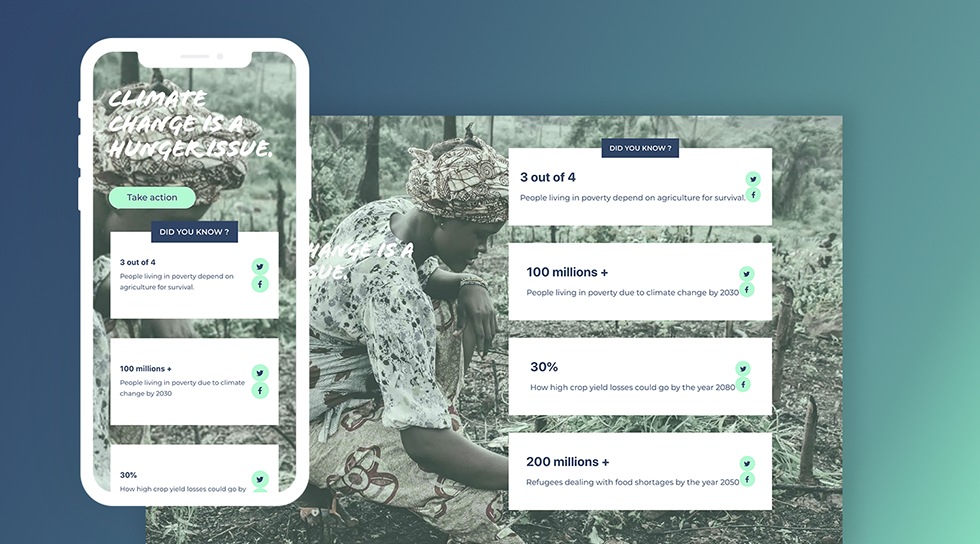 CLIMATE
CHANGE IS A
HUNGER ISSUE.
Take action
DID YOU KNOW ?
3 out of 4
People living in poverty depend on
agriculture for survival.
100 millions +
People living in poverty due to climate
change by 2030
30%
How high crop yield losses could go by
HANGE IS A
SUE.
DID YOU KNOW ?
3 out of 4
People living in poverty depend on agriculture for survival.
100 millions +
People living in poverty due to climate change by 2030
30%
How high crop yield losses could go by the year 2080
200 millions +
Refugees dealing with food shortages by the year 2050